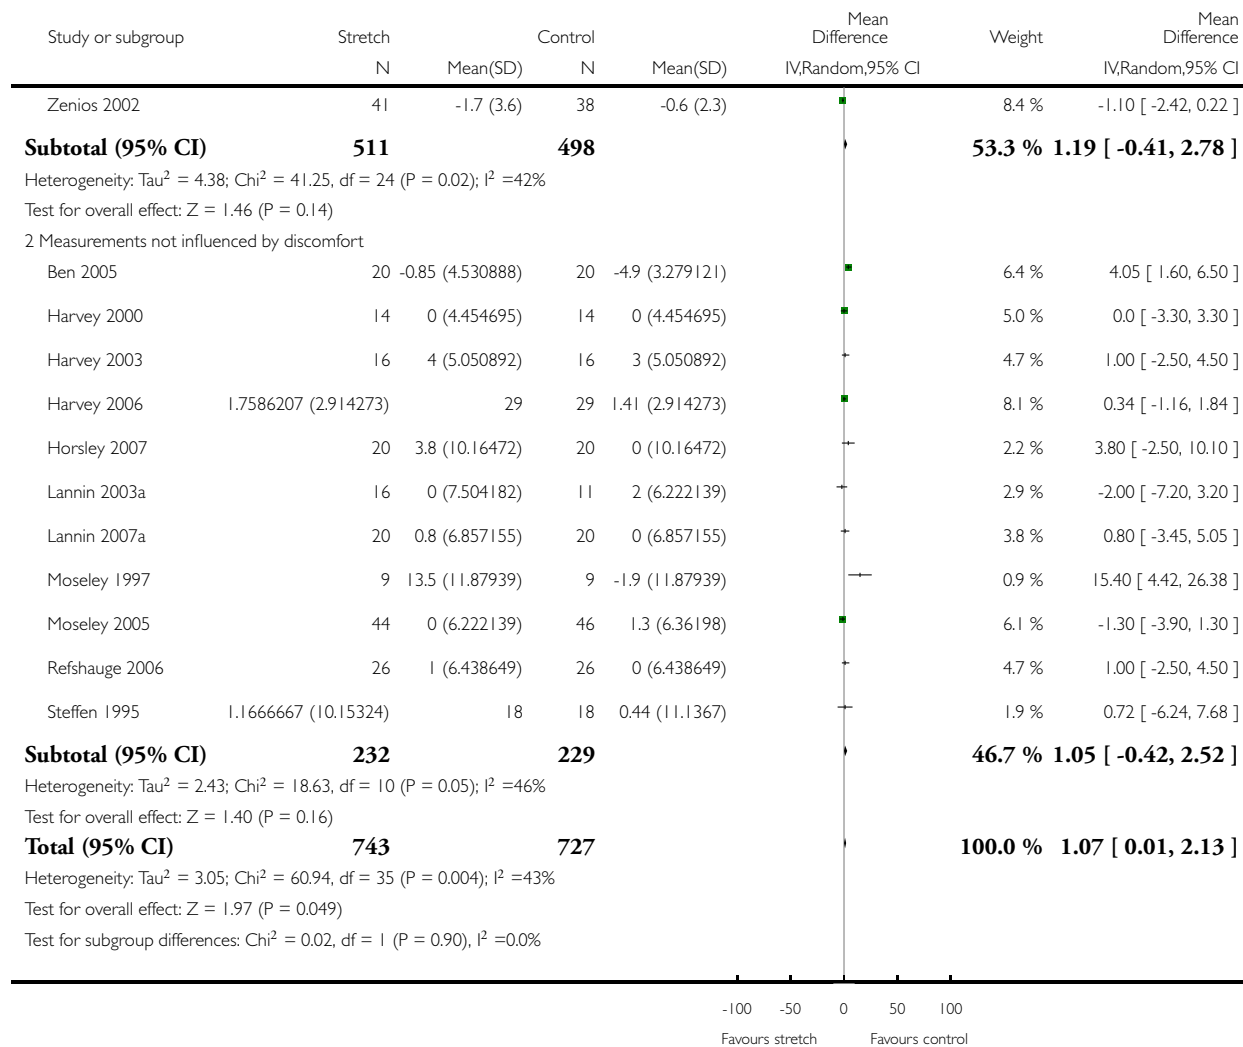 Study or subgroup Stretch Control Mean Difference Weight Mean Difference
N Mean(SD) N Mean(SD) IV,Random,95% CI IV,Random,95% CI
Zenios 2002 41 -1.7 (3.6) 38 -0.6 (2.3) 8.4 % -1.10 [ -2.42, 0.22 ]
Subtotal (95% CI) 511 498 53.3 % 1.19 [ -0.41, 2.78 ]
Heterogeneity: Tau² = 4.38; Chi² = 41.25, df = 24 (P = 0.02); I² =42%
Test for overall effect: Z = 1.46 (P = 0.14)
2 Measurements not influenced by discomfort
Ben 2005 20 -0.85 (4.530888) 20 -4.9 (3.279121) 6.4 % 4.05 [ 1.60, 6.50 ]
Harvey 2000 14 0 (4.454695) 14 0 (4.454695) 5.0 % 0.0 [ -3.30, 3.30 ]
Harvey 2003 16 4 (5.050892) 16 3 (5.050892) 4.7 % 1.00 [ -2.50, 4.50 ]
Harvey 2006 1.7586207 (2.914273) 29 29 1.41 (2.914273) 8.1 % 0.34 [ -1.16, 1.84 ]
Horsley 2007 20 3.8 (10.16472) 20 0 (10.16472) 2.2 % 3.80 [ -2.50, 10.10 ]
Lannin 2003a 16 0 (7.504182) 11 2 (6.222139) 2.9 % -2.00 [ -7.20, 3.20 ]
Lannin 2007a 20 0.8 (6.857155) 20 0 (6.857155) 3.8 % 0.80 [ -3.45, 5.05 ]
Moseley 1997 9 13.5 (11.87939) 9 -1.9 (11.87939) 0.9 % 15.40 [ 4.42, 26.38 ]
Moseley 2005 44 0 (6.222139) 46 1.3 (6.36198) 6.1 % -1.30 [ -3.90, 1.30 ]
Refshauge 2006 26 1 (6.438649) 26 0 (6.438649) 4.7 % 1.00 [ -2.50, 4.50 ]
Steffen 1995 1.1666667 (10.15324) 18 18 0.44 (11.1367) 1.9 % 0.72 [ -6.24, 7.68 ]
Subtotal (95% CI) 232 229 46.7 % 1.05 [ -0.42, 2.52 ]
Heterogeneity: Tau² = 2.43; Chi² = 18.63, df = 10 (P = 0.05); I² =46%
Test for overall effect: Z = 1.40 (P = 0.16)
Total (95% CI) 743 727 100.0 % 1.07 [ 0.01, 2.13 ]
Heterogeneity: Tau² = 3.05; Chi² = 60.94, df = 35 (P = 0.004); I² =43%
Test for overall effect: Z = 1.97 (P = 0.049)
Test for subgroup differences: Chi² = 0.02, df = 1 (P = 0.90), I² =0.0%
-100 -50 0 50 100
Favours stretch Favours control